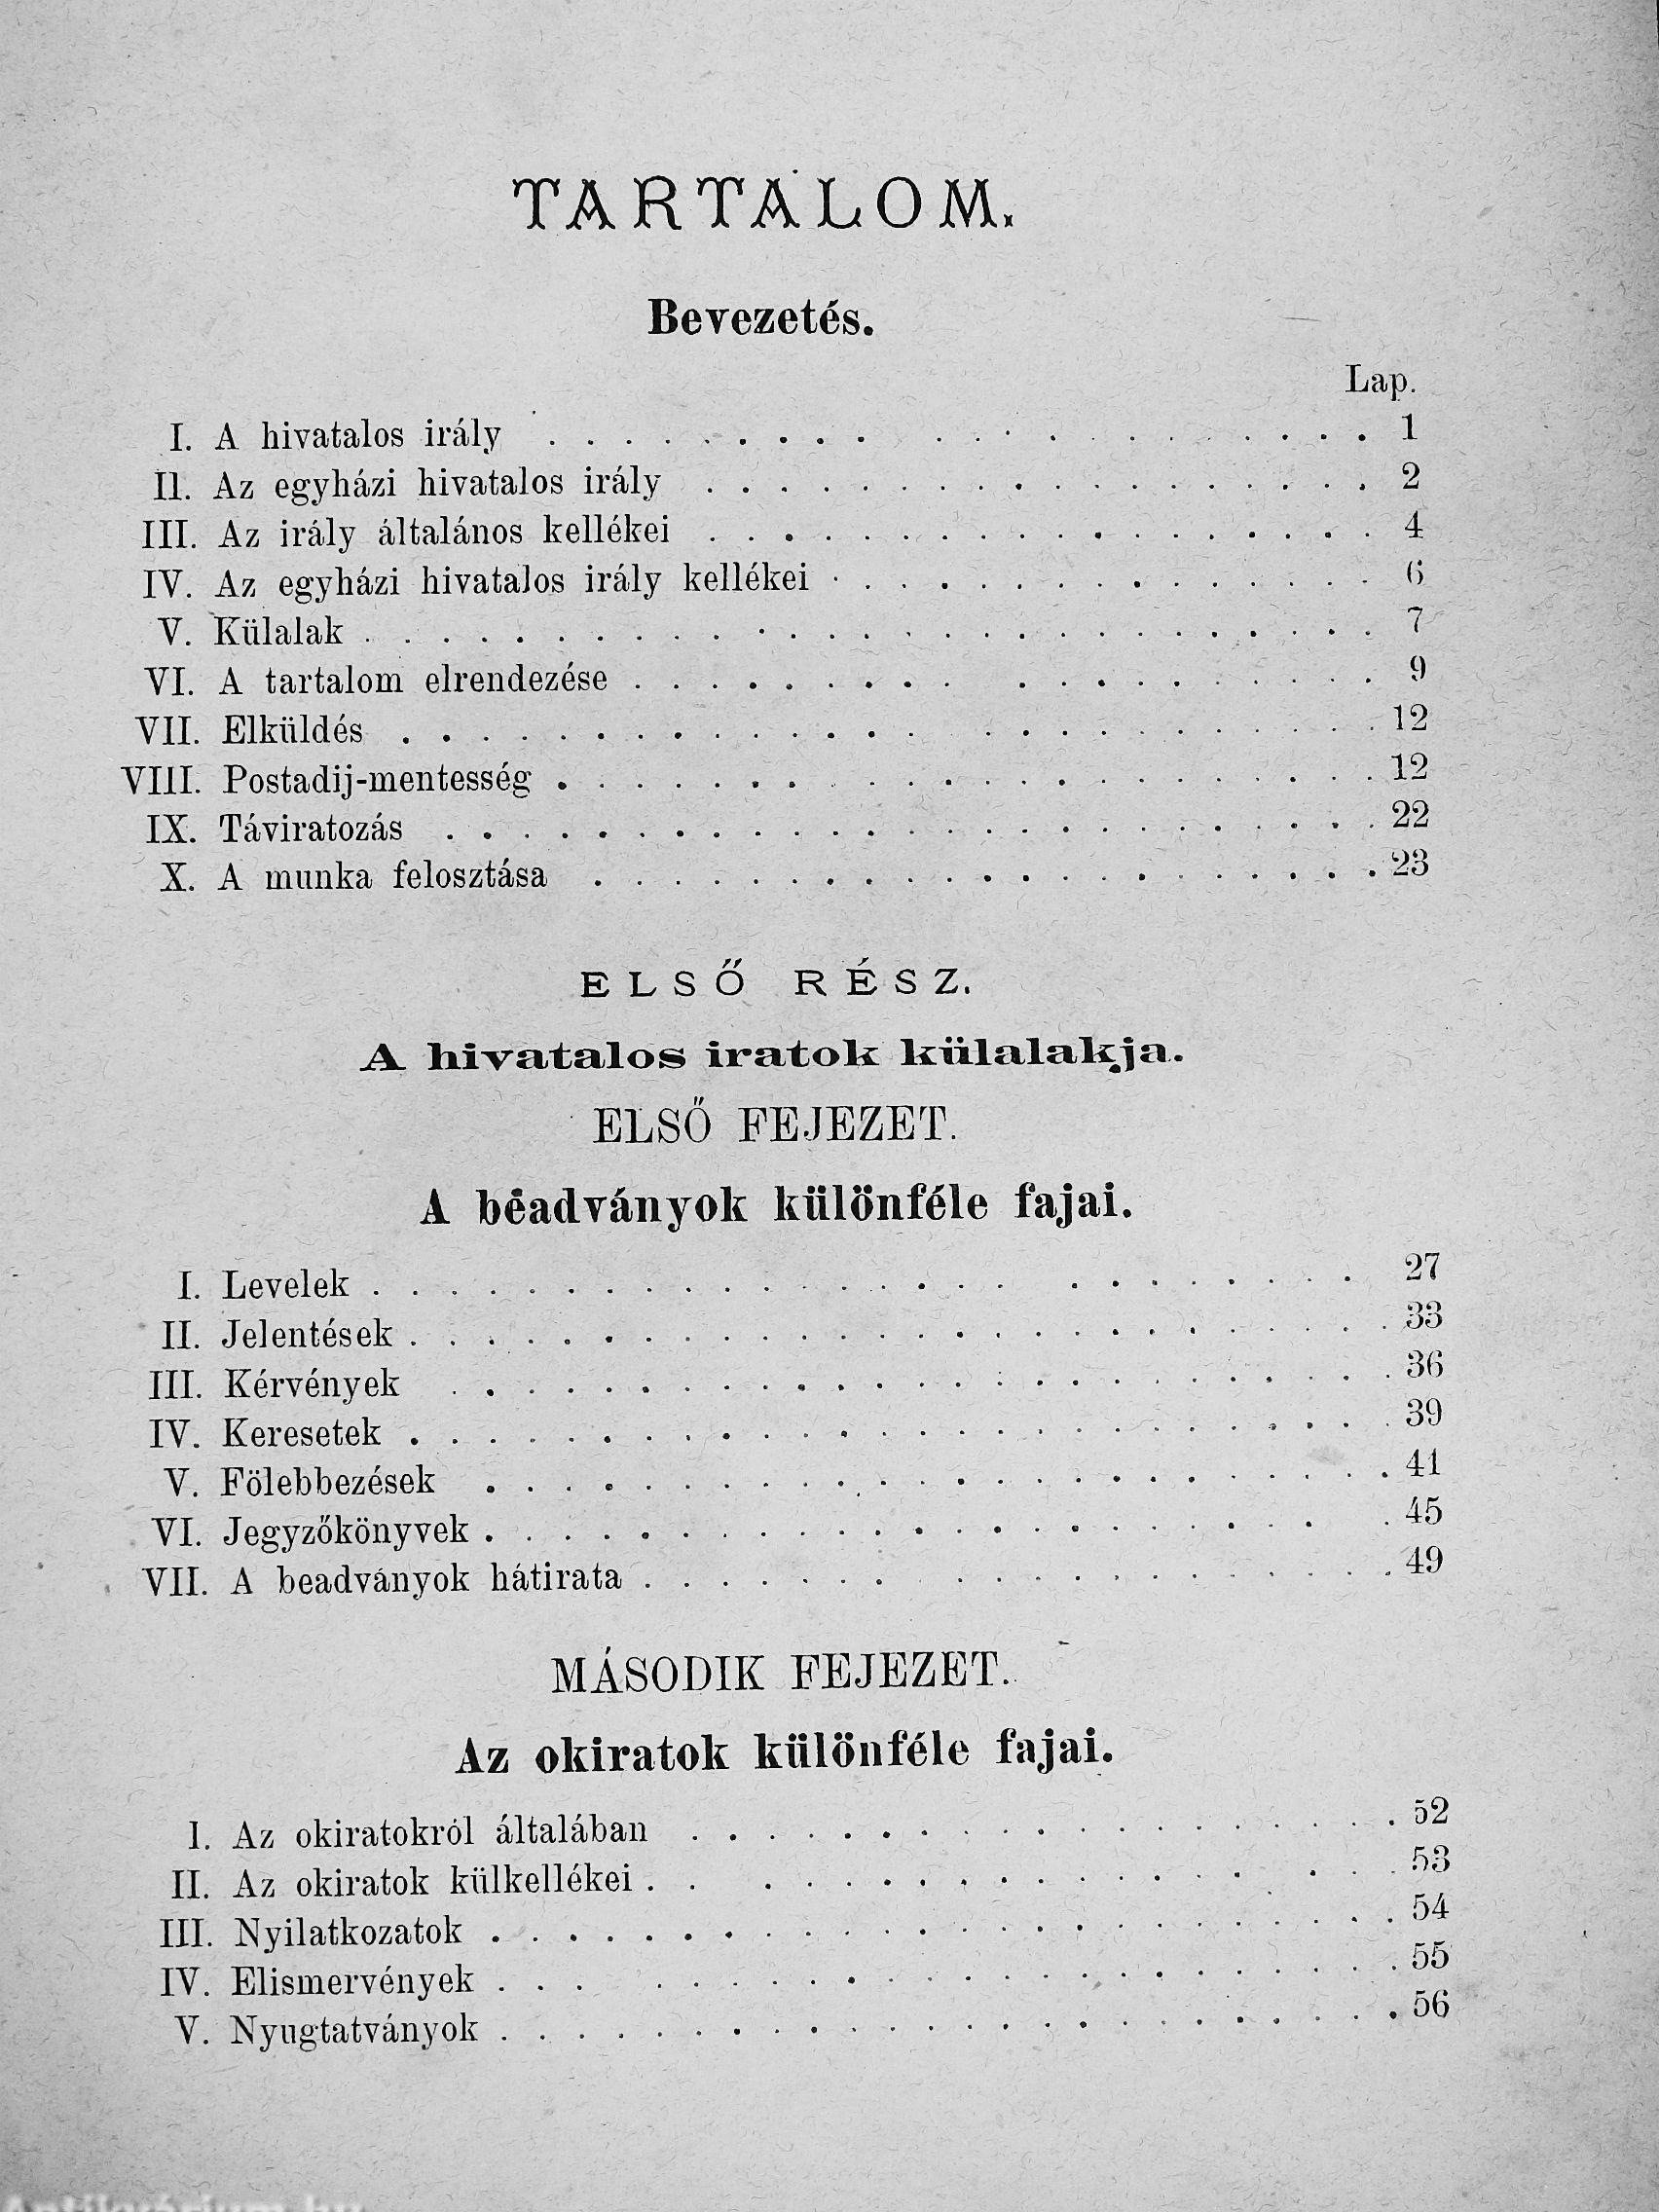 TARTALOM.
Bevezetés.
Lap.
I. A hivatalos irály . . . . . . . . . . . . . . . . . . . . . . 1
II. Az egyházi hivatalos irály . . . . . . . . . . . . . . . . . . 2
III. Az irály általános kellékei . . . . . . . . . . . . . . . . . . 4
IV. Az egyházi hivatalos irály kellékei . . . . . . . . . . . . . . . 6
V. Külalak . . . . . . . . . . . . . . . . . . . . . . . . . . . 7
VI. A tartalom elrendezése . . . . . . . . . . . . . . . . . . . 9
VII. Elküldés . . . . . . . . . . . . . . . . . . . . . . . . . 12
VIII. Postadij-mentesség . . . . . . . . . . . . . . . . . . . . . 12
IX. Táviratozás . . . . . . . . . . . . . . . . . . . . . . . . 22
X. A munka felosztása . . . . . . . . . . . . . . . . . . . . . 23
ELSŐ RÉSZ.
A hivatalos iratok külalakja.
ELSŐ FEJEZET.
A beadványok különféle fajai.
I. Levelek . . . . . . . . . . . . . . . . . . . . . . . . . 27
II. Jelentések . . . . . . . . . . . . . . . . . . . . . . . . . 33
III. Kérvények . . . . . . . . . . . . . . . . . . . . . . . . 36
IV. Keresetek . . . . . . . . . . . . . . . . . . . . . . . . . 39
V. Fölebbezések . . . . . . . . . . . . . . . . . . . . . . . 41
VI. Jegyzőkönyvek . . . . . . . . . . . . . . . . . . . . . . . 45
VII. A beadványok hátirata . . . . . . . . . . . . . . . . . . . 49
MÁSODIK FEJEZET.
Az okiratok különféle fajai.
I. Az okiratokról általában . . . . . . . . . . . . . . . . . . 52
II. Az okiratok külkellékei . . . . . . . . . . . . . . . . . . . 53
III. Nyilatkozatok . . . . . . . . . . . . . . . . . . . . . . . 54
IV. Elismervények . . . . . . . . . . . . . . . . . . . . . . . 55
V. Nyugtatványok . . . . . . . . . . . . . . . . . . . . . . . 56